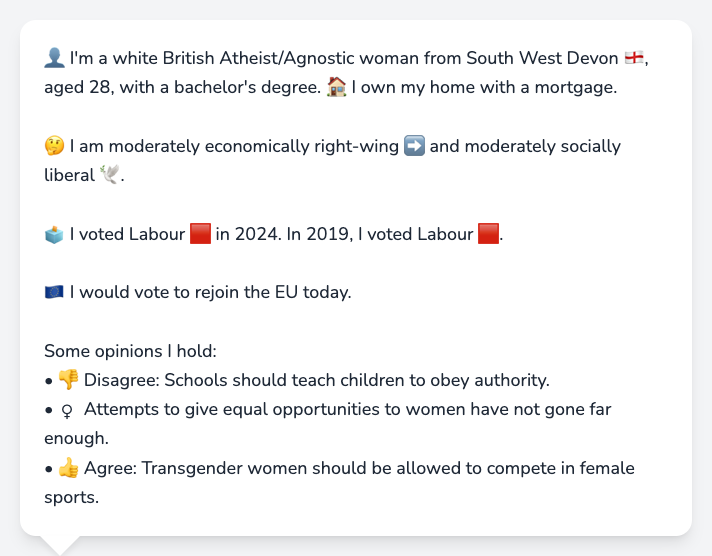 👤 I'm a white British Atheist/Agnostic woman from South West Devon 🏴󠁧󠁢󠁥󠁮󠁧󠁿,
aged 28, with a bachelor's degree. 🏠 I own my home with a mortgage.
🤔 I am moderately economically right-wing ➡️ and moderately socially
liberal 🕊️.
🗳️ I voted Labour 🟥 in 2024. In 2019, I voted Labour 🟥.
🇪🇺 I would vote to rejoin the EU today.
Some opinions I hold:
• 👎 Disagree: Schools should teach children to obey authority.
• ♀ Attempts to give equal opportunities to women have not gone far
enough.
• 👍 Agree: Transgender women should be allowed to compete in female
sports.